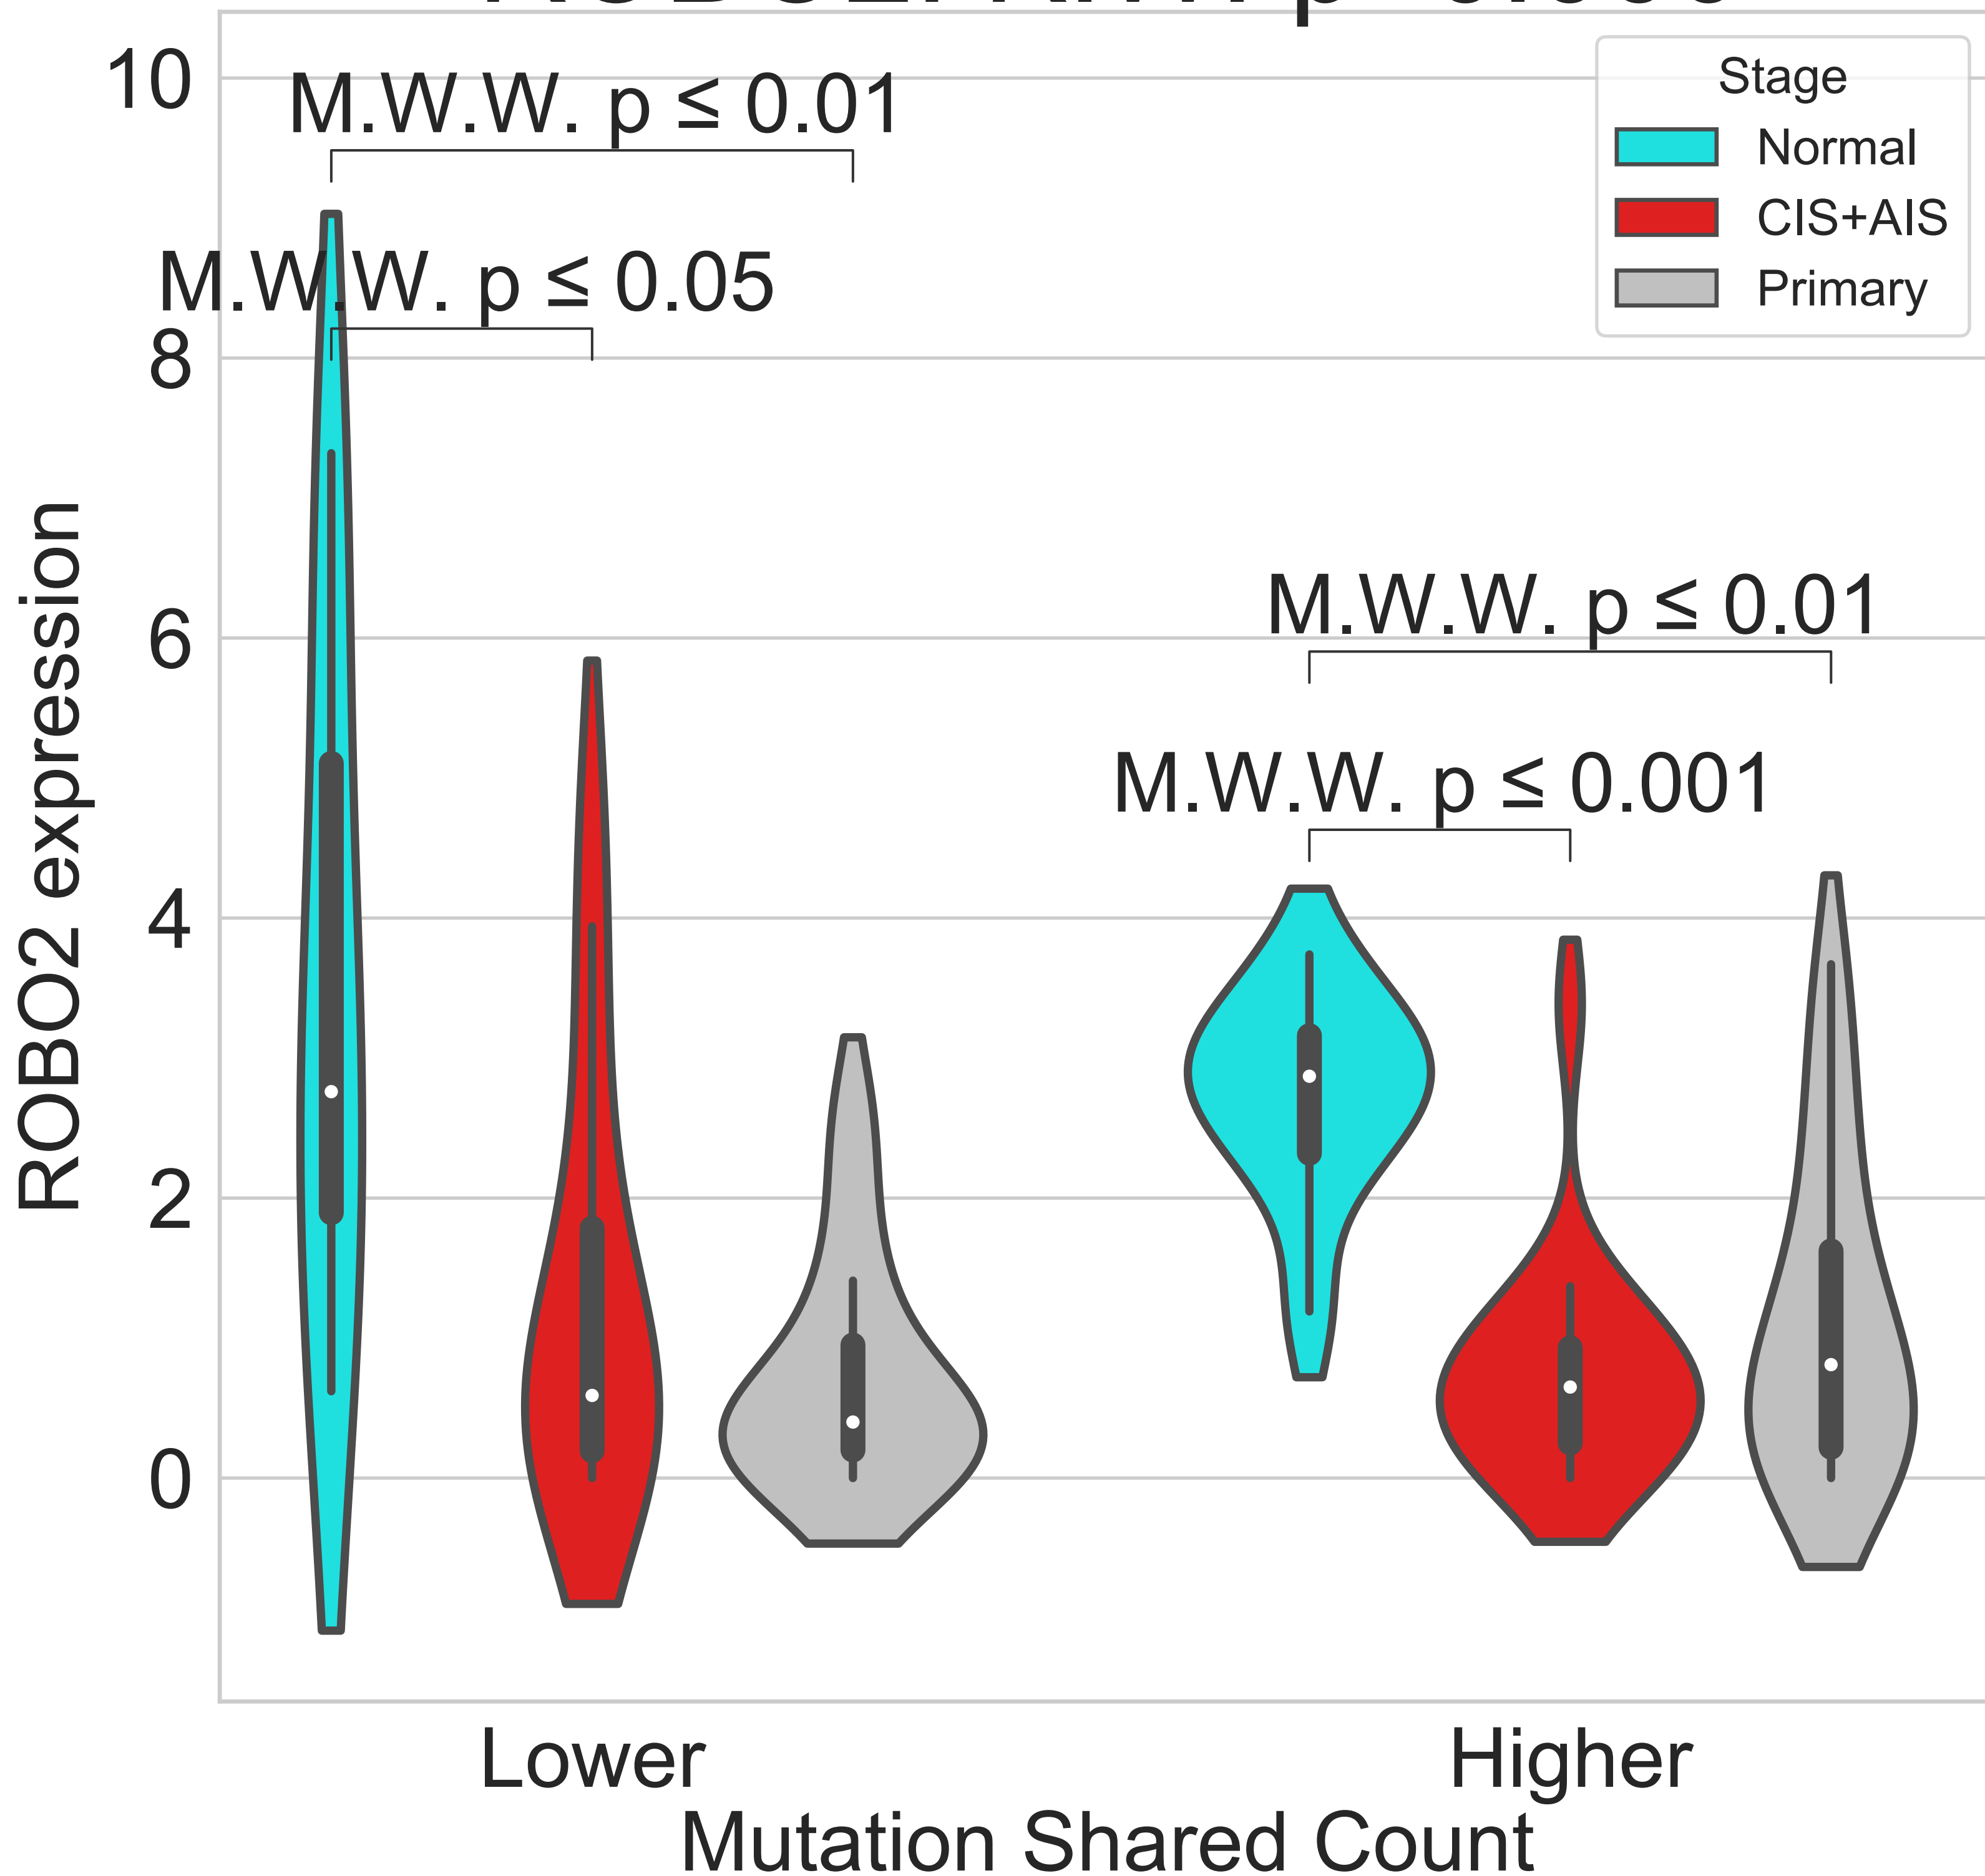 10
8
6
4
2
0
ROBO2 expression
M.W.W. p ≤ 0.01
M.W.W. p ≤ 0.05
M.W.W. p ≤ 0.01
M.W.W. p ≤ 0.001
Stage
Normal
CIS+AIS
Primary
Lower
Higher
Mutation Shared Count